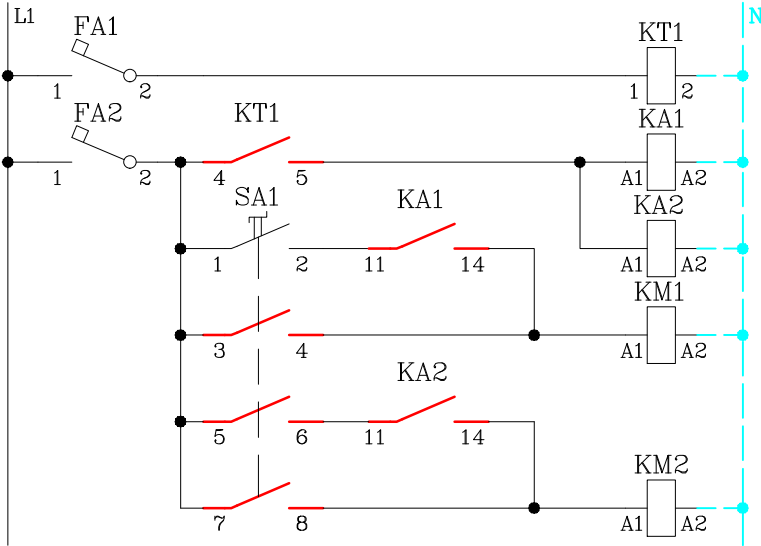 L1 FA1 KT1 N
1 2 1 2
FA2 KT1 KA1
1 2 4 5 A1 A2
SA1 KA1 KA2
1 2 11 14 A1 A2
KM1
3 4 A1 A2
KA2
5 6 11 14
KM2
7 8 A1 A2